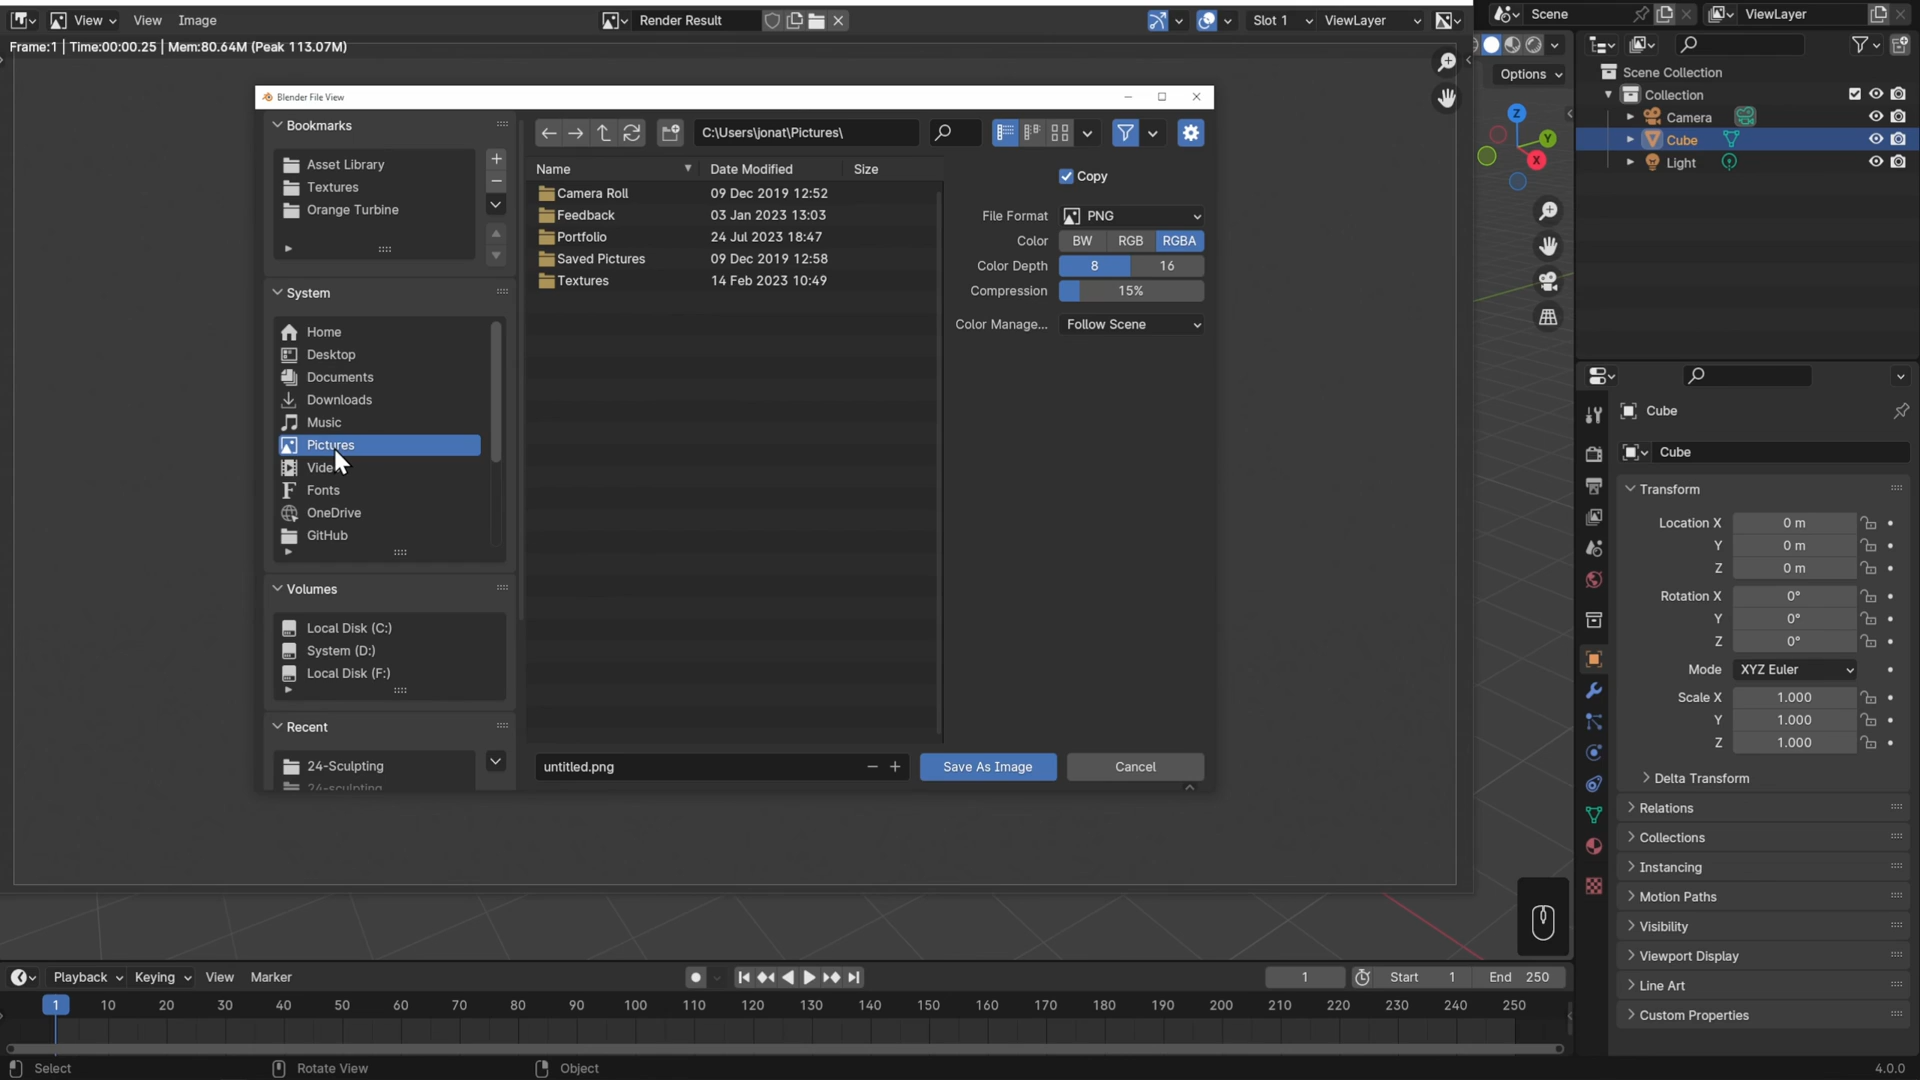 View View Image Render Result Slot 1 ViewLayer Scene ViewLayer
Frame:1 | Time:00:00.25 | Mem:80.64M (Peak 113.07M)
Options
Scene Collection
Collection
Camera
Cube
Light
Blender File View
Bookmarks
Asset Library
Textures
Orange Turbine
System
Home
Desktop
Documents
Downloads
Music
Pictures
Fonts
OneDrive
GitHub
Volumes
Local Disk (C:)
System (D:)
Local Disk (F:)
Recent
24-Sculpting
24-sculpting
C:\Users\jonat\Pictures\
Name Date Modified Size
Camera Roll 09 Dec 2019 12:52
Feedback 03 Jan 2023 13:03
Portfolio 24 Jul 2023 18:47
Saved Pictures 09 Dec 2019 12:58
Textures 14 Feb 2023 10:49
Copy
File Format PNG
Color BW RGB RGBA
Color Depth 8 16
Compression 15%
Color Manage... Follow Scene
untitled.png Save As Image Cancel
X Y Z
Cube
Cube
Transform
Location X 0 m
Y 0 m
Z 0 m
Rotation X 0°
Y 0°
Z 0°
Mode XYZ Euler
Scale X 1.000
Y 1.000
Z 1.000
Delta Transform
Relations
Collections
Instancing
Motion Paths
Visibility
Viewport Display
Line Art
Custom Properties
Playback Keying View Marker 1 Start 1 End 250
1 10 20 30 40 50 60 70 80 90 100 110 120 130 140 150 160 170 180 190 200 210 220 230 240 250
Select Rotate View Object 4.0.0